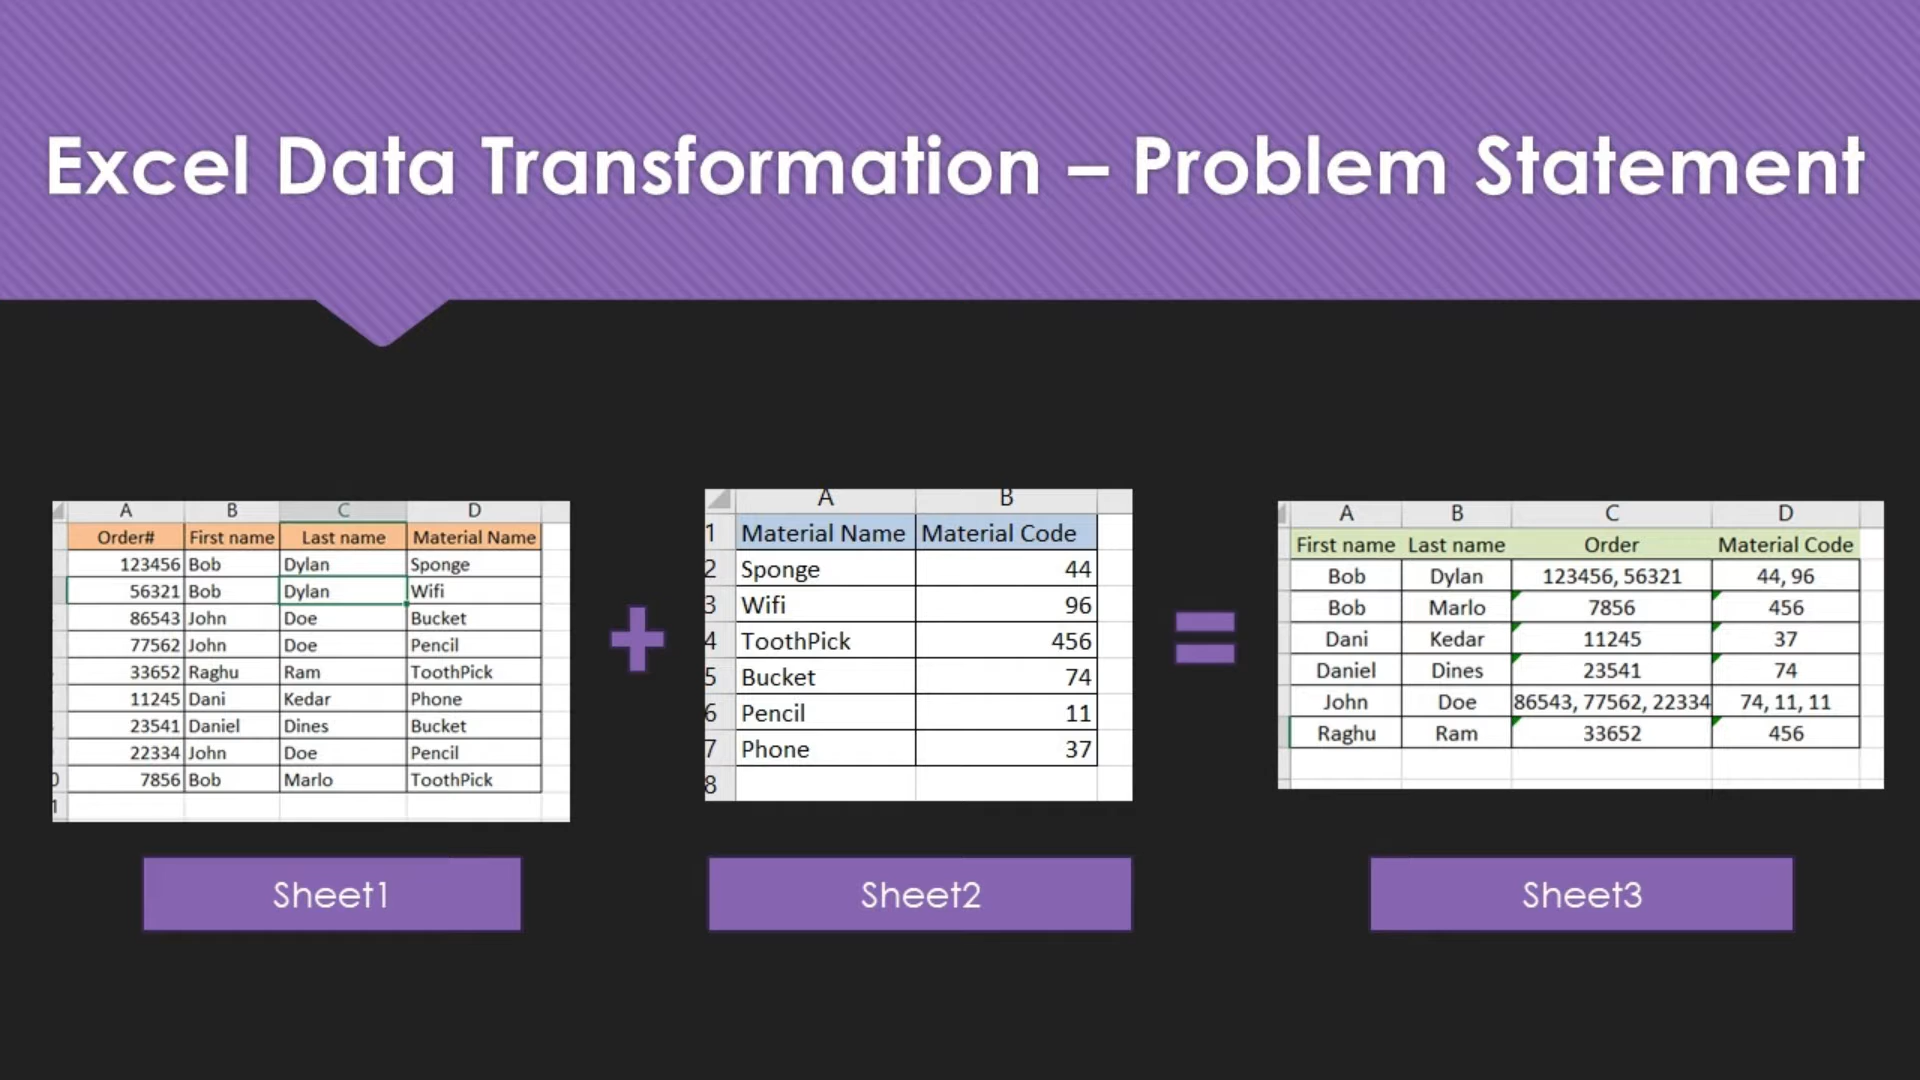 Excel Data Transformation – Problem Statement
A B C D
Order# First name Last name Material Name
123456 Bob Dylan Sponge
56321 Bob Dylan Wifi
86543 John Doe Bucket
77562 John Doe Pencil
33652 Raghu Ram ToothPick
11245 Dani Kedar Phone
23541 Daniel Dines Bucket
22334 John Doe Pencil
7856 Bob Marlo ToothPick
A B
1 Material Name Material Code
2 Sponge 44
3 Wifi 96
4 ToothPick 456
5 Bucket 74
6 Pencil 11
7 Phone 37
8
A B C D
First name Last name Order Material Code
Bob Dylan 123456, 56321 44, 96
Bob Marlo 7856 456
Dani Kedar 11245 37
Daniel Dines 23541 74
John Doe 86543, 77562, 22334 74, 11, 11
Raghu Ram 33652 456
Sheet1
Sheet2
Sheet3